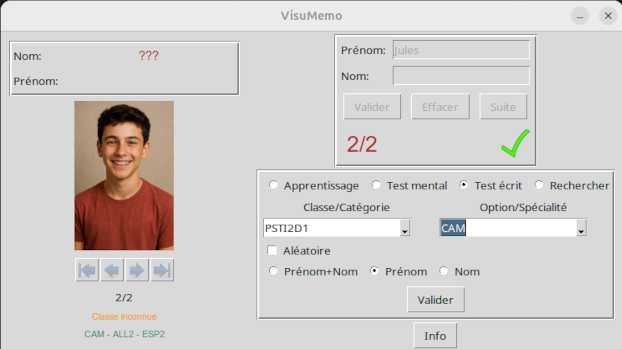 VisuMemo
Nom: ???
Prénom:
2/2
Classe inconnue
CAM - ALL2 - ESP2
Prénom: Jules
Nom:
Valider Effacer Suite
2/2
Apprentissage Test mental Test écrit Rechercher
Classe/Catégorie Option/Spécialité
PSTI2D1 CAM
Aléatoire
Prénom+Nom Prénom Nom
Valider
Info